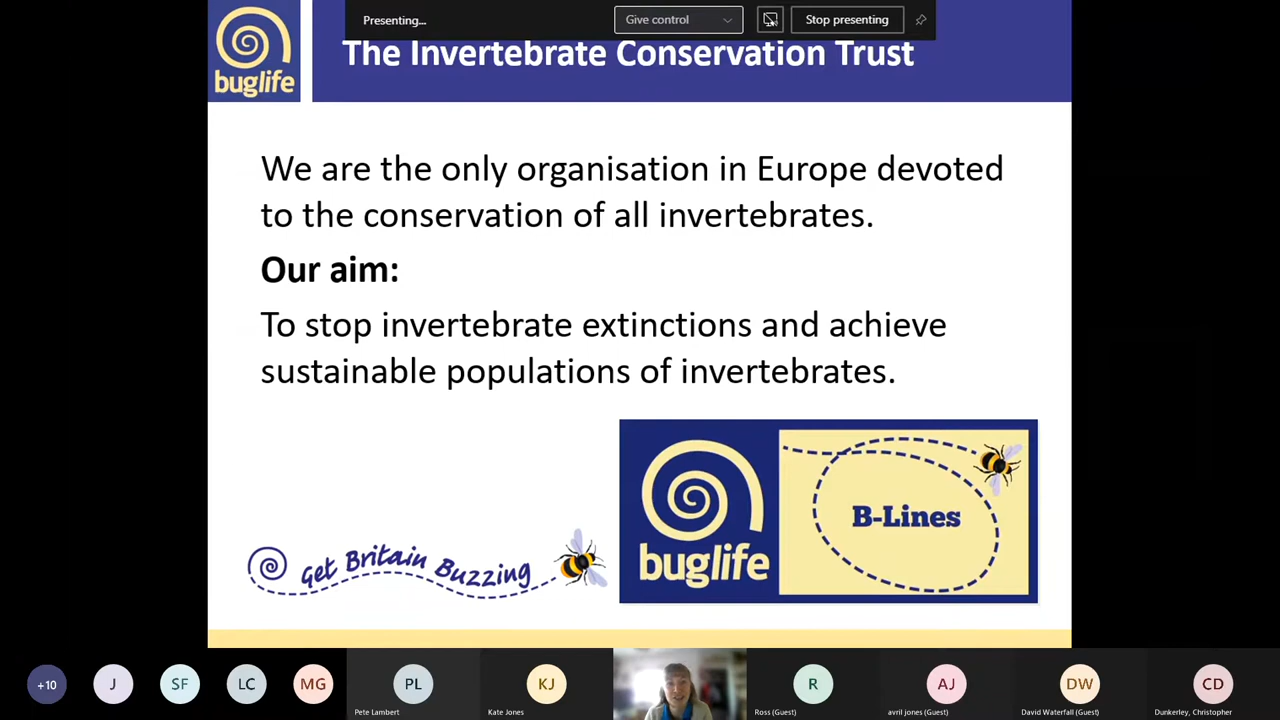 Presenting...
Give control
Stop presenting
buglife
The Invertebrate Conservation Trust
We are the only organisation in Europe devoted
to the conservation of all invertebrates.
Our aim:
To stop invertebrate extinctions and achieve
sustainable populations of invertebrates.
Get Britain Buzzing
buglife
B-Lines
+10
J
SF
LC
MG
PL
Pete Lambert
KJ
Kate Jones
R
Ross (Guest)
AJ
avril jones (Guest)
DW
David Waterfall (Guest)
CD
Dunkerley, Christopher